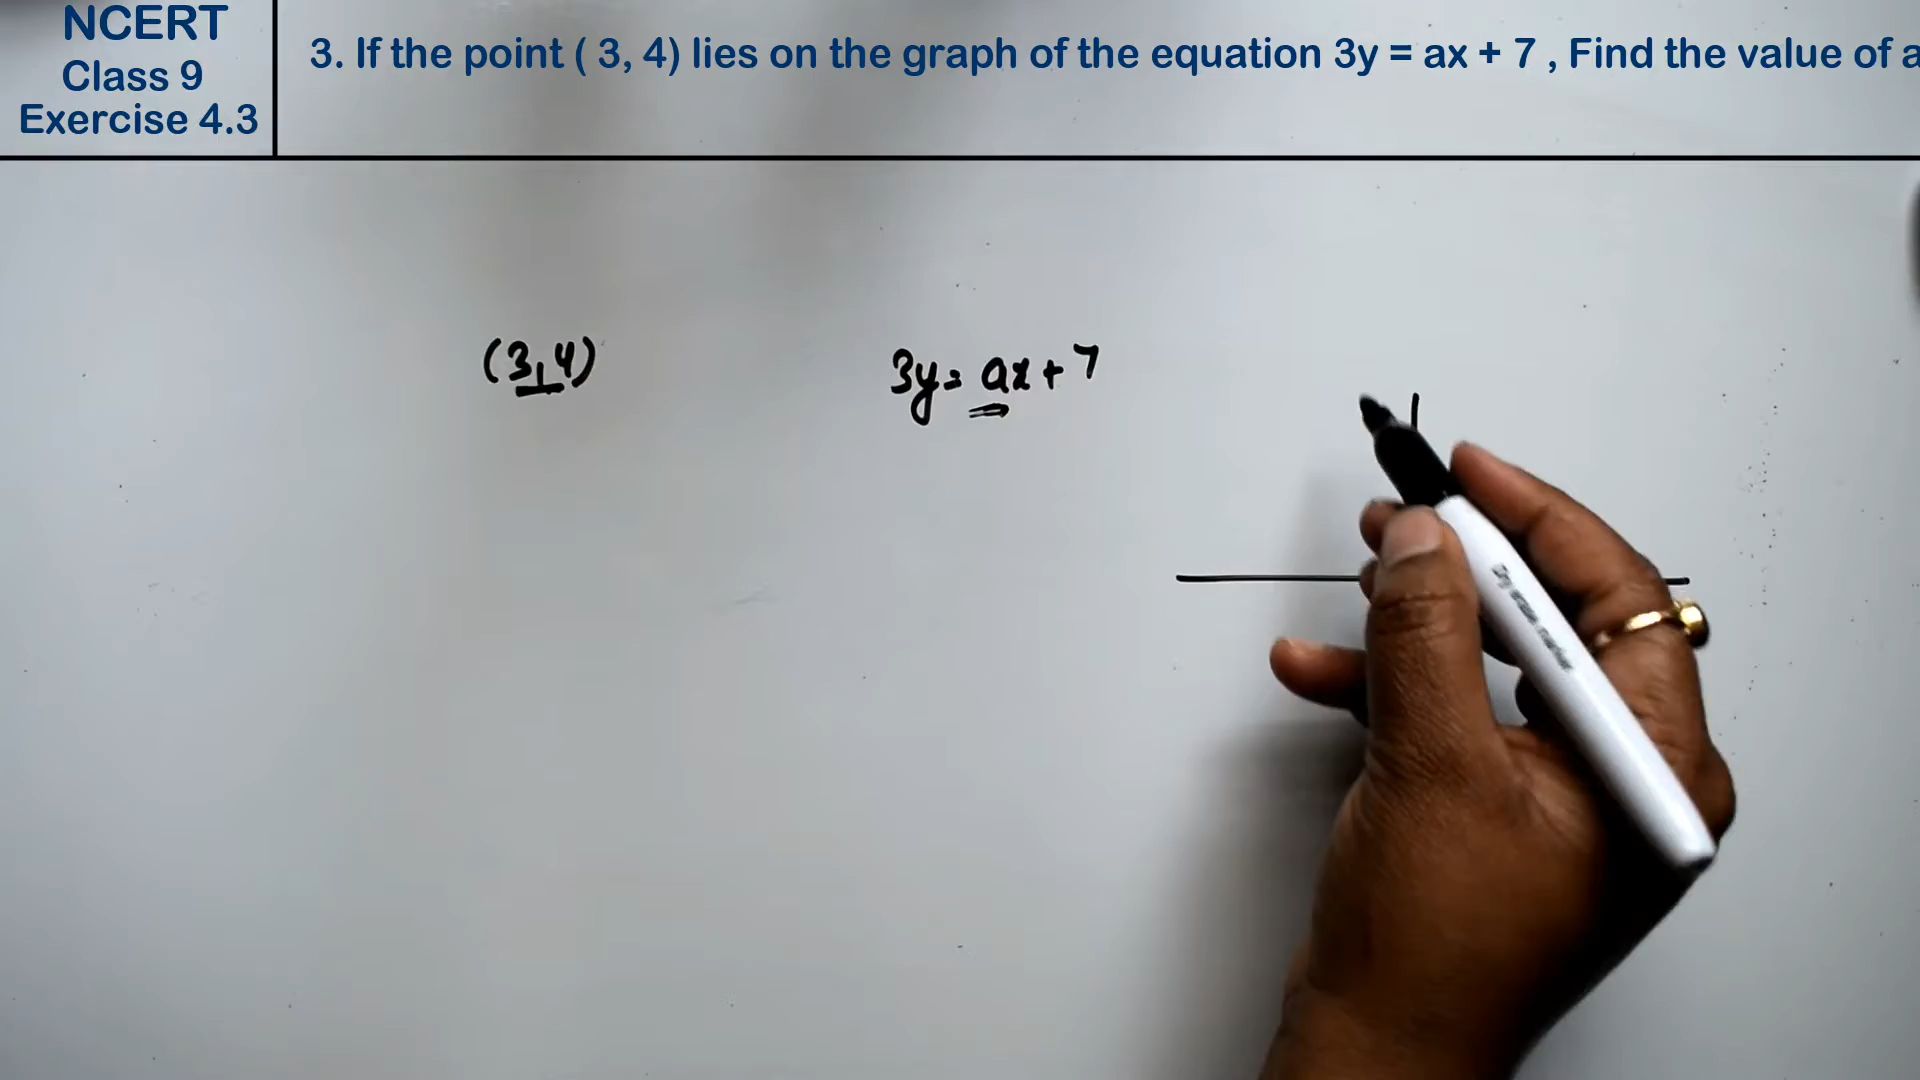 NCERT
Class 9
Exercise 4.3
3. If the point ( 3, 4) lies on the graph of the equation 3y = ax + 7 , Find the value of a
(3,4)
3y = ax + 7